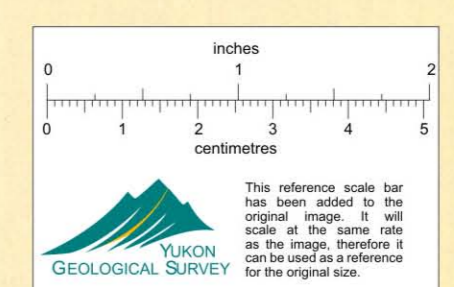 inches
0 1 2
0 1 2 3 4 5
centimetres
This reference scale bar
has been added to the
original image. It will
scale at the same rate
as the image, therefore it
can be used as a reference
for the original size.
YUKON
GEOLOGICAL SURVEY